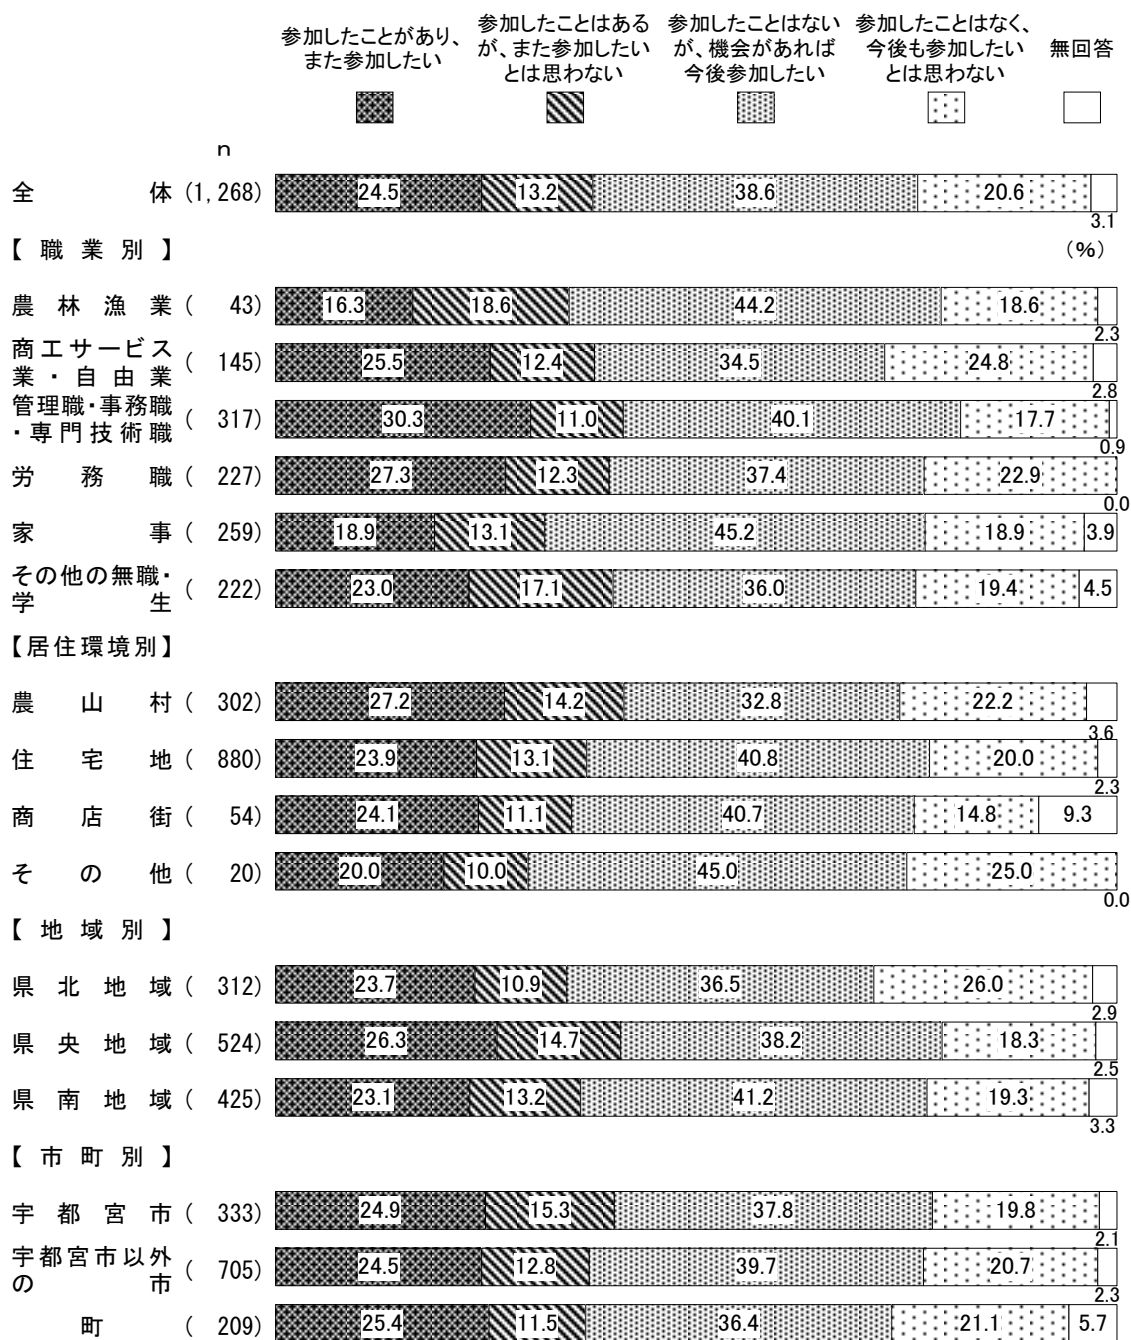 参加したことがあり、
また参加したい
参加したことはある
が、また参加したい
とは思わない
参加したことはない
が、機会があれば
今後参加したい
参加したことはなく、
今後も参加したい
とは思わない
無回答
n
全体 (1,268) 24.5 13.2 38.6 20.6 3.1
【職業別】 (%)
農林漁業 ( 43) 16.3 18.6 44.2 18.6 2.3
商工サービス
業・自由業 ( 145) 25.5 12.4 34.5 24.8 2.8
管理職・事務職
・専門技術職 ( 317) 30.3 11.0 40.1 17.7 0.9
労務職 ( 227) 27.3 12.3 37.4 22.9 0.0
家事 ( 259) 18.9 13.1 45.2 18.9 3.9
その他の無職・
学生 ( 222) 23.0 17.1 36.0 19.4 4.5
【居住環境別】
農山村 ( 302) 27.2 14.2 32.8 22.2 3.6
住宅地 ( 880) 23.9 13.1 40.8 20.0 2.3
商店街 ( 54) 24.1 11.1 40.7 14.8 9.3
その他 ( 20) 20.0 10.0 45.0 25.0 0.0
【地域別】
県北地域 ( 312) 23.7 10.9 36.5 26.0 2.9
県央地域 ( 524) 26.3 14.7 38.2 18.3 2.5
県南地域 ( 425) 23.1 13.2 41.2 19.3 3.3
【市町別】
宇都宮市 ( 333) 24.9 15.3 37.8 19.8 2.1
宇都宮市以外
の市 ( 705) 24.5 12.8 39.7 20.7 2.3
町 ( 209) 25.4 11.5 36.4 21.1 5.7